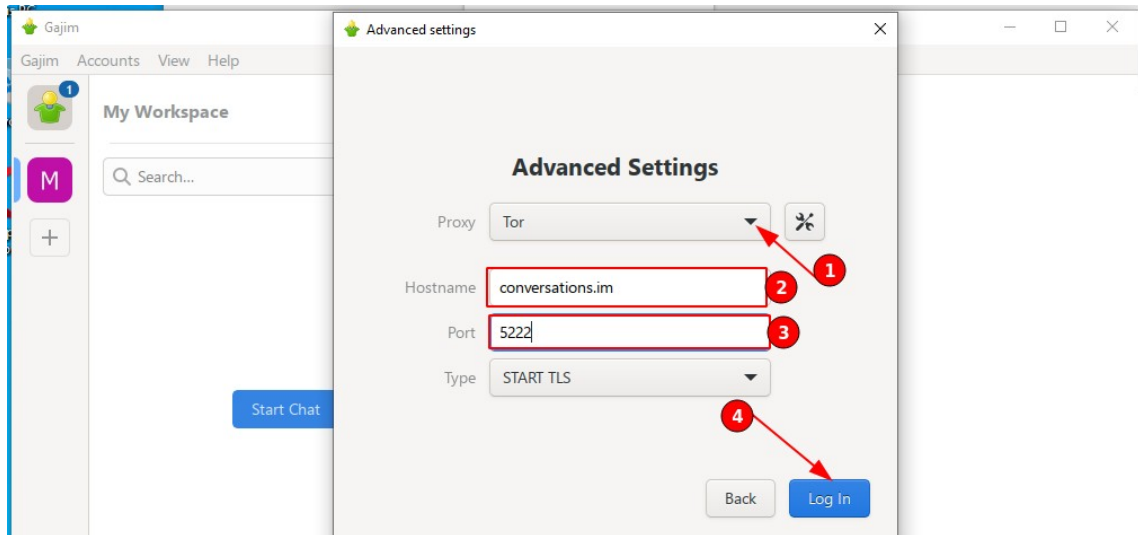 Gajim
Advanced settings
Gajim Accounts View Help
1
My Workspace
Search...
M
Advanced Settings
Proxy Tor
1
Hostname conversations.im
2
Port 5222
3
Type START TLS
4
Start Chat
Back Log In